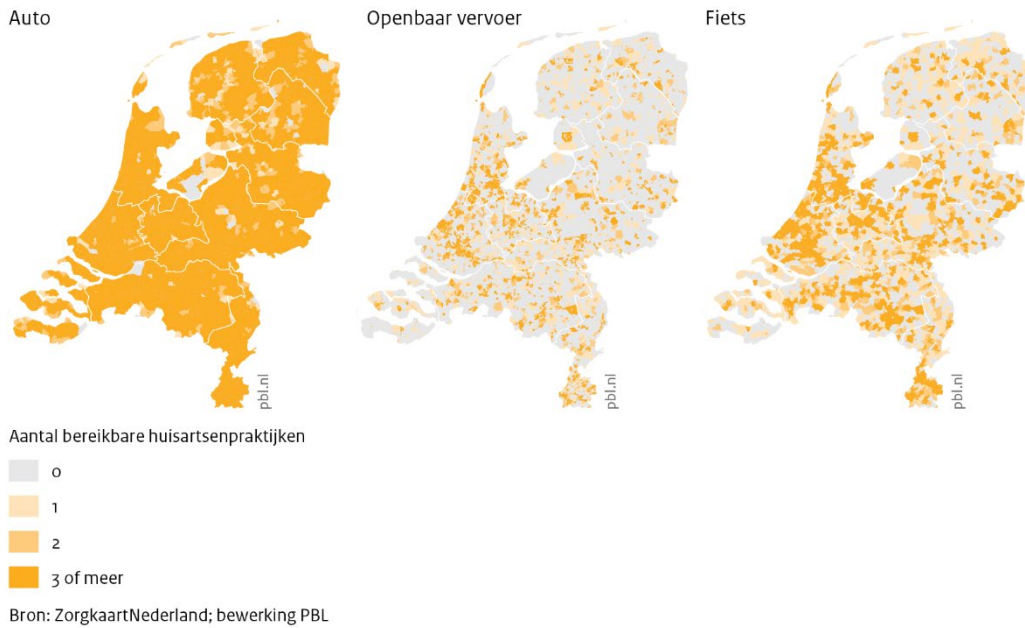 Auto
Openbaar vervoer
Fiets
pbl.nl
pbl.nl
pbl.nl
Aantal bereikbare huisartsenpraktijken
0
1
2
3 of meer
Bron: ZorgkaartNederland; bewerking PBL